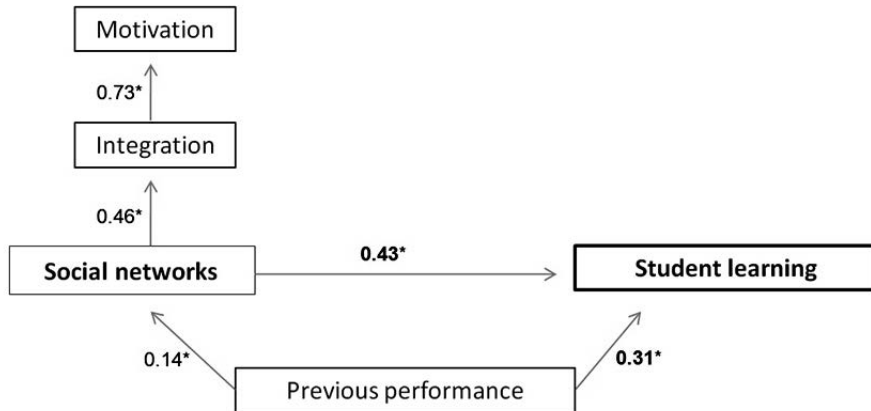 Motivation
0.73*
Integration
0.46*
Social networks
0.43*
Student learning
0.14*
Previous performance
0.31*